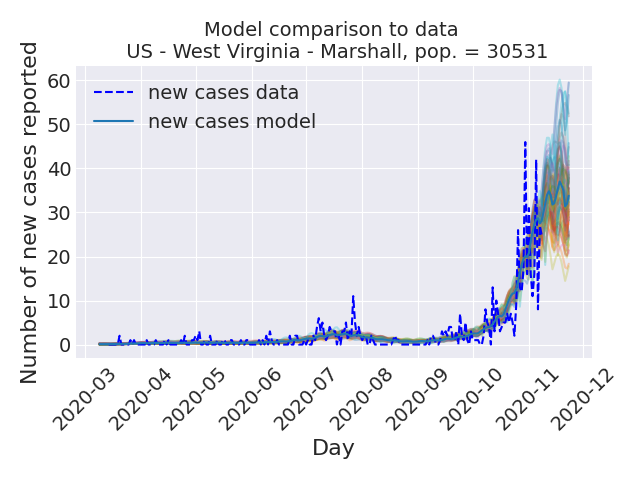 Model comparison to data
US - West Virginia - Marshall, pop. = 30531
Number of new cases reported
60
50
40
30
20
10
0
new cases data
new cases model
2020-03
2020-04
2020-05
2020-06
2020-07
2020-08
2020-09
2020-10
2020-11
2020-12
Day